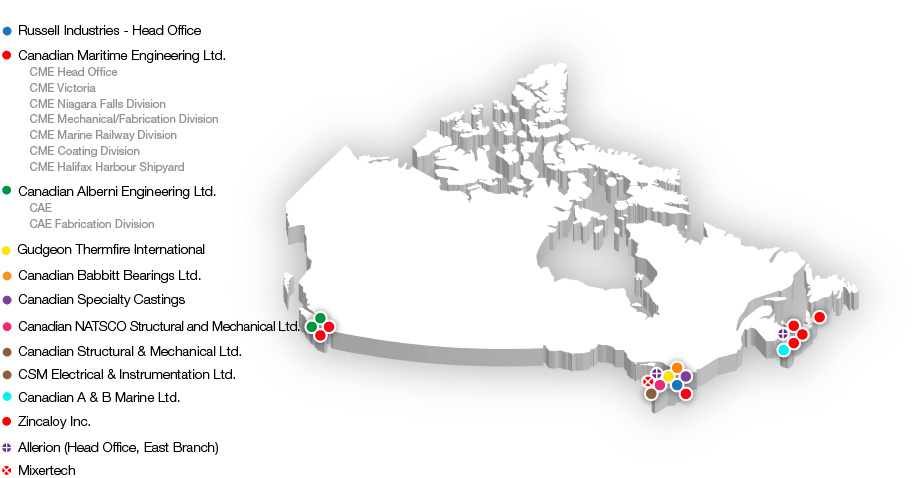 Russell Industries - Head Office
Canadian Maritime Engineering Ltd.
CME Head Office
CME Victoria
CME Niagara Falls Division
CME Mechanical/Fabrication Division
CME Marine Railway Division
CME Coating Division
CME Halifax Harbour Shipyard
Canadian Alberni Engineering Ltd.
CAE
CAE Fabrication Division
Gudgeon Thermfire International
Canadian Babbitt Bearings Ltd.
Canadian Specialty Castings
Canadian NATSCO Structural and Mechanical Ltd.
Canadian Structural & Mechanical Ltd.
CSM Electrical & Instrumentation Ltd.
Canadian A & B Marine Ltd.
Zincaloy Inc.
Allerion (Head Office, East Branch)
Mixertech